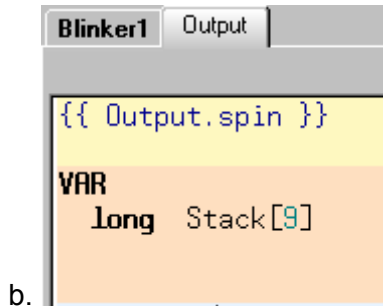 Blinker1 Output
{{ Output.spin }}
VAR
long Stack[9]
b.